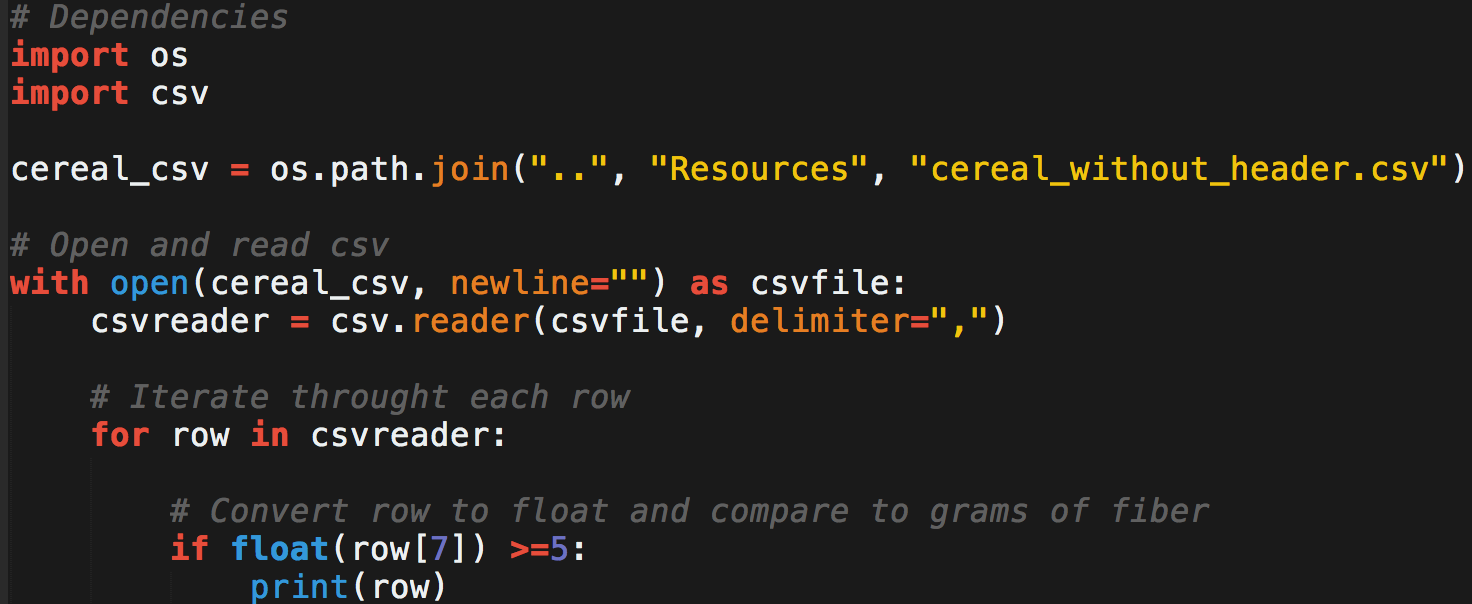 # Dependencies
import os
import csv

cereal_csv = os.path.join("..", "Resources", "cereal_without_header.csv")

# Open and read csv
with open(cereal_csv, newline="") as csvfile:
    csvreader = csv.reader(csvfile, delimiter=",")

    # Iterate throught each row
    for row in csvreader:

        # Convert row to float and compare to grams of fiber
        if float(row[7]) >=5:
            print(row)